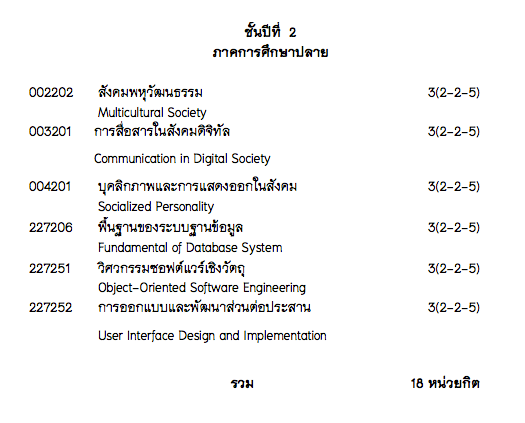 ชั้นปีที่ 2
ภาคการศึกษาปลาย
002202 สังคมพหุวัฒนธรรม 3(2-2-5)
Multicultural Society
003201 การสื่อสารในสังคมดิจิทัล 3(2-2-5)
Communication in Digital Society
004201 บุคลิกภาพและการแสดงออกในสังคม 3(2-2-5)
Socialized Personality
227206 พื้นฐานของระบบฐานข้อมูล 3(2-2-5)
Fundamental of Database System
227251 วิศวกรรมซอฟต์แวร์เชิงวัตถุ 3(2-2-5)
Object-Oriented Software Engineering
227252 การออกแบบและพัฒนาส่วนต่อประสาน 3(2-2-5)
User Interface Design and Implementation
รวม 18 หน่วยกิต